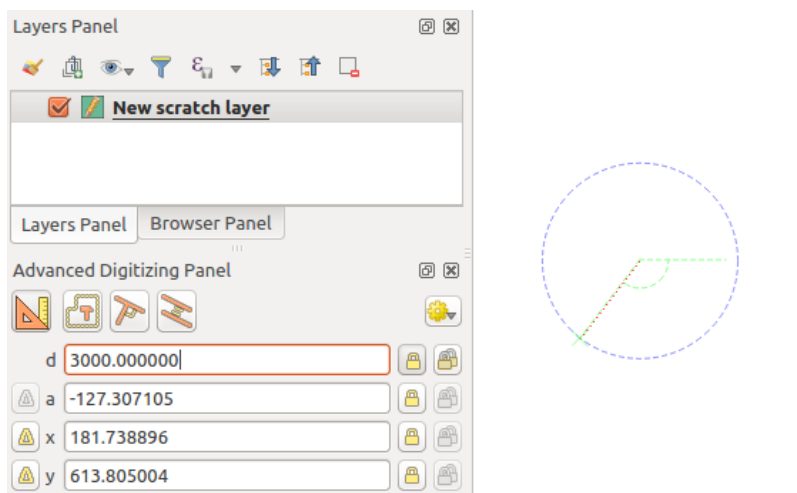 Layers Panel
ε
New scratch layer
Layers Panel Browser Panel
Advanced Digitizing Panel
d 3000.000000
a -127.307105
x 181.738896
y 613.805004